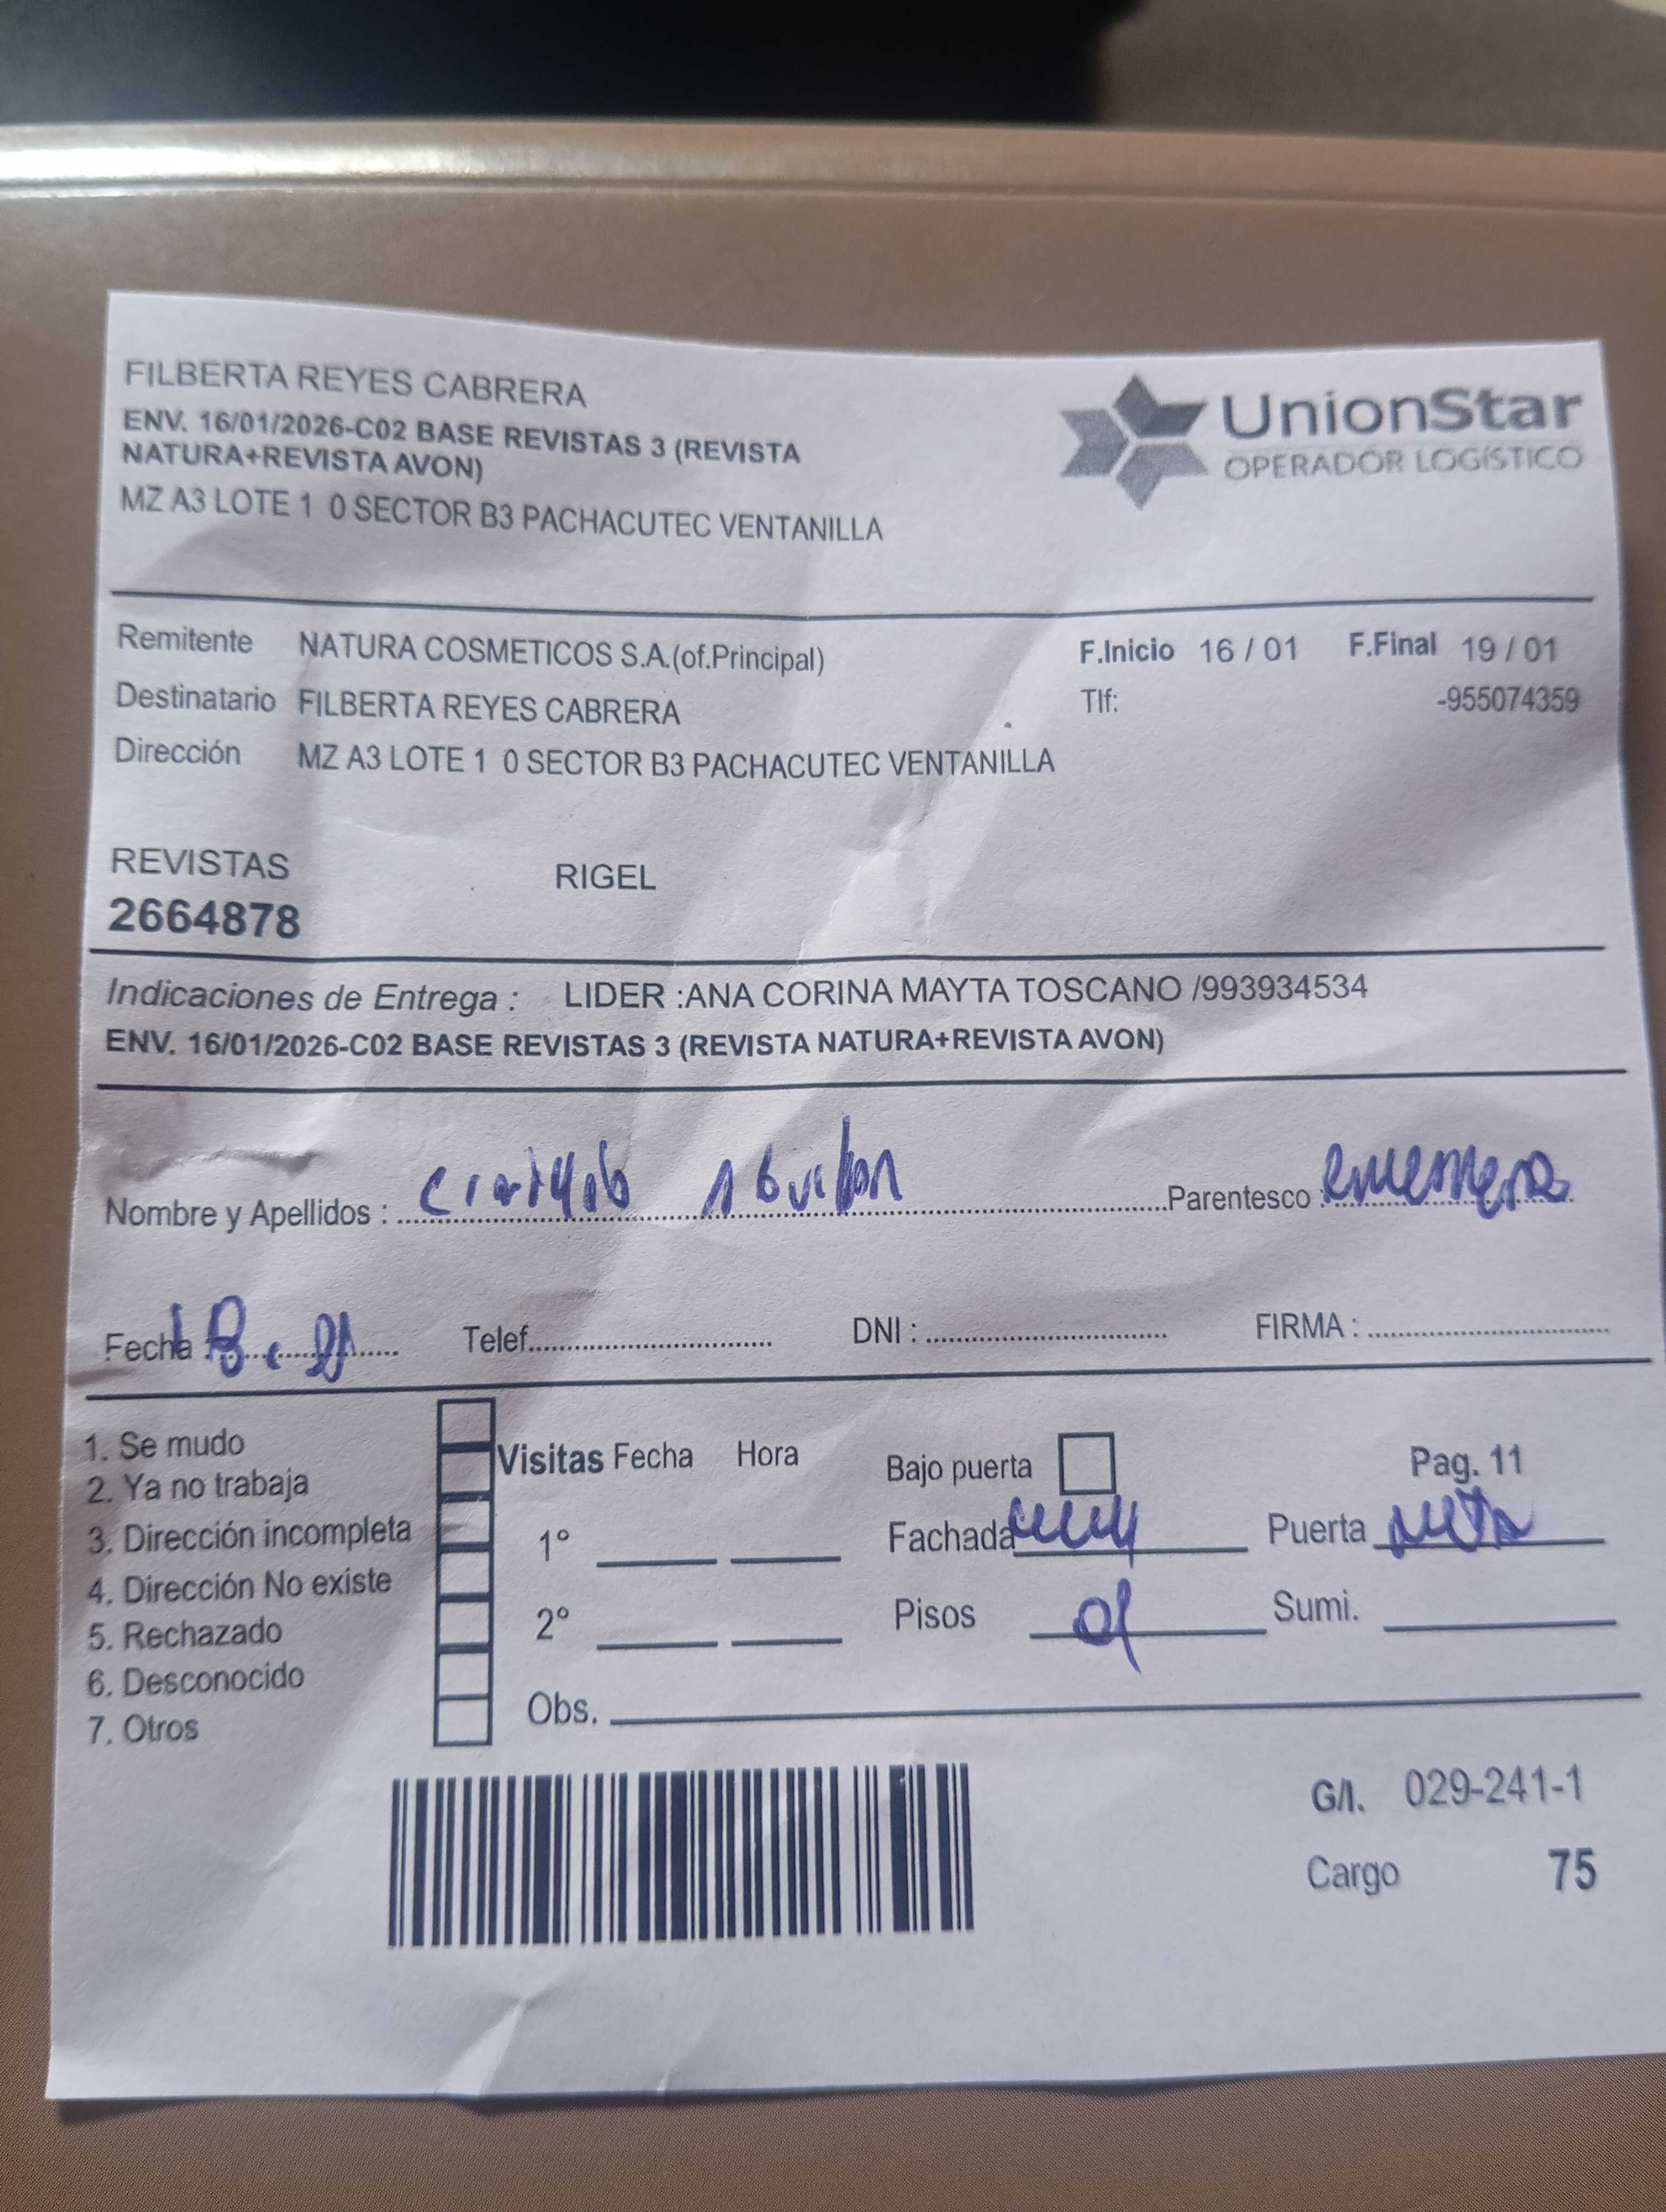 FILBERTA REYES CABRERA
ENV. 16/01/2026-C02 BASE REVISTAS 3 (REVISTA
NATURA+REVISTA AVON)
MZ A3 LOTE 1 0 SECTOR B3 PACHACUTEC VENTANILLA
UnionStar
OPERADOR LOGÍSTICO
Remitente NATURA COSMETICOS S.A.(of.Principal) F.Inicio 16 / 01 F.Final 19 / 01
Destinatario FILBERTA REYES CABRERA Tlf: -955074359
Dirección MZ A3 LOTE 1 0 SECTOR B3 PACHACUTEC VENTANILLA
REVISTAS RIGEL
2664878
Indicaciones de Entrega : LIDER :ANA CORINA MAYTA TOSCANO /993934534
ENV. 16/01/2026-C02 BASE REVISTAS 3 (REVISTA NATURA+REVISTA AVON)
Nombre y Apellidos : Parentesco :
Fecha : Telef. DNI : FIRMA :
1. Se mudo
2. Ya no trabaja
3. Dirección incompleta
4. Dirección No existe
5. Rechazado
6. Desconocido
7. Otros
Visitas Fecha Hora
1°
2°
Obs.
Bajo puerta Pag. 11
Fachada Puerta
Pisos 01 Sumi.
G/I. 029-241-1
Cargo 75